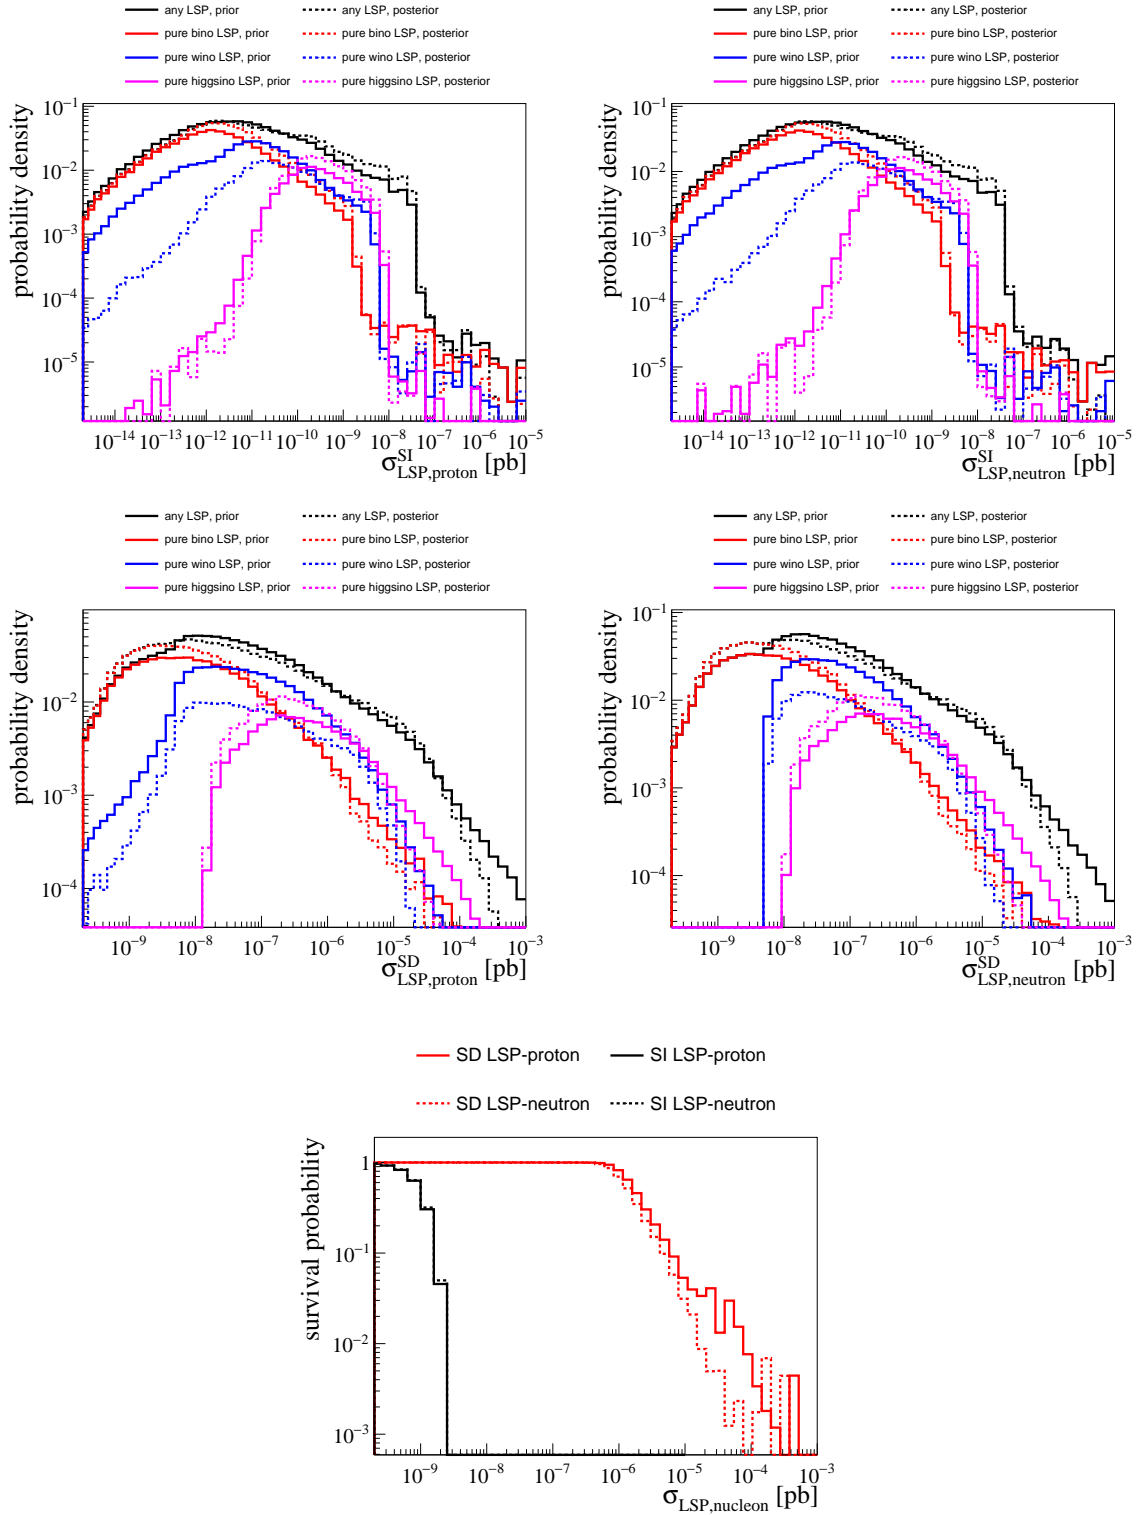 any LSP, prior any LSP, posterior
pure bino LSP, prior pure bino LSP, posterior
pure wino LSP, prior pure wino LSP, posterior
pure higgsino LSP, prior pure higgsino LSP, posterior
probability density
10⁻¹
10⁻²
10⁻³
10⁻⁴
10⁻⁵
10⁻¹⁴ 10⁻¹³ 10⁻¹² 10⁻¹¹ 10⁻¹⁰ 10⁻⁹ 10⁻⁸ 10⁻⁷ 10⁻⁶ 10⁻⁵
σ^SI_LSP,proton [pb]
any LSP, prior any LSP, posterior
pure bino LSP, prior pure bino LSP, posterior
pure wino LSP, prior pure wino LSP, posterior
pure higgsino LSP, prior pure higgsino LSP, posterior
probability density
10⁻¹
10⁻²
10⁻³
10⁻⁴
10⁻⁵
10⁻¹⁴ 10⁻¹³ 10⁻¹² 10⁻¹¹ 10⁻¹⁰ 10⁻⁹ 10⁻⁸ 10⁻⁷ 10⁻⁶ 10⁻⁵
σ^SI_LSP,neutron [pb]
any LSP, prior any LSP, posterior
pure bino LSP, prior pure bino LSP, posterior
pure wino LSP, prior pure wino LSP, posterior
pure higgsino LSP, prior pure higgsino LSP, posterior
probability density
10⁻²
10⁻³
10⁻⁴
10⁻⁹ 10⁻⁸ 10⁻⁷ 10⁻⁶ 10⁻⁵ 10⁻⁴ 10⁻³
σ^SD_LSP,proton [pb]
any LSP, prior any LSP, posterior
pure bino LSP, prior pure bino LSP, posterior
pure wino LSP, prior pure wino LSP, posterior
pure higgsino LSP, prior pure higgsino LSP, posterior
probability density
10⁻¹
10⁻²
10⁻³
10⁻⁴
10⁻⁹ 10⁻⁸ 10⁻⁷ 10⁻⁶ 10⁻⁵ 10⁻⁴ 10⁻³
σ^SD_LSP,neutron [pb]
SD LSP-proton SI LSP-proton
SD LSP-neutron SI LSP-neutron
survival probability
1
10⁻¹
10⁻²
10⁻³
10⁻⁹ 10⁻⁸ 10⁻⁷ 10⁻⁶ 10⁻⁵ 10⁻⁴ 10⁻³
σ_LSP,nucleon [pb]